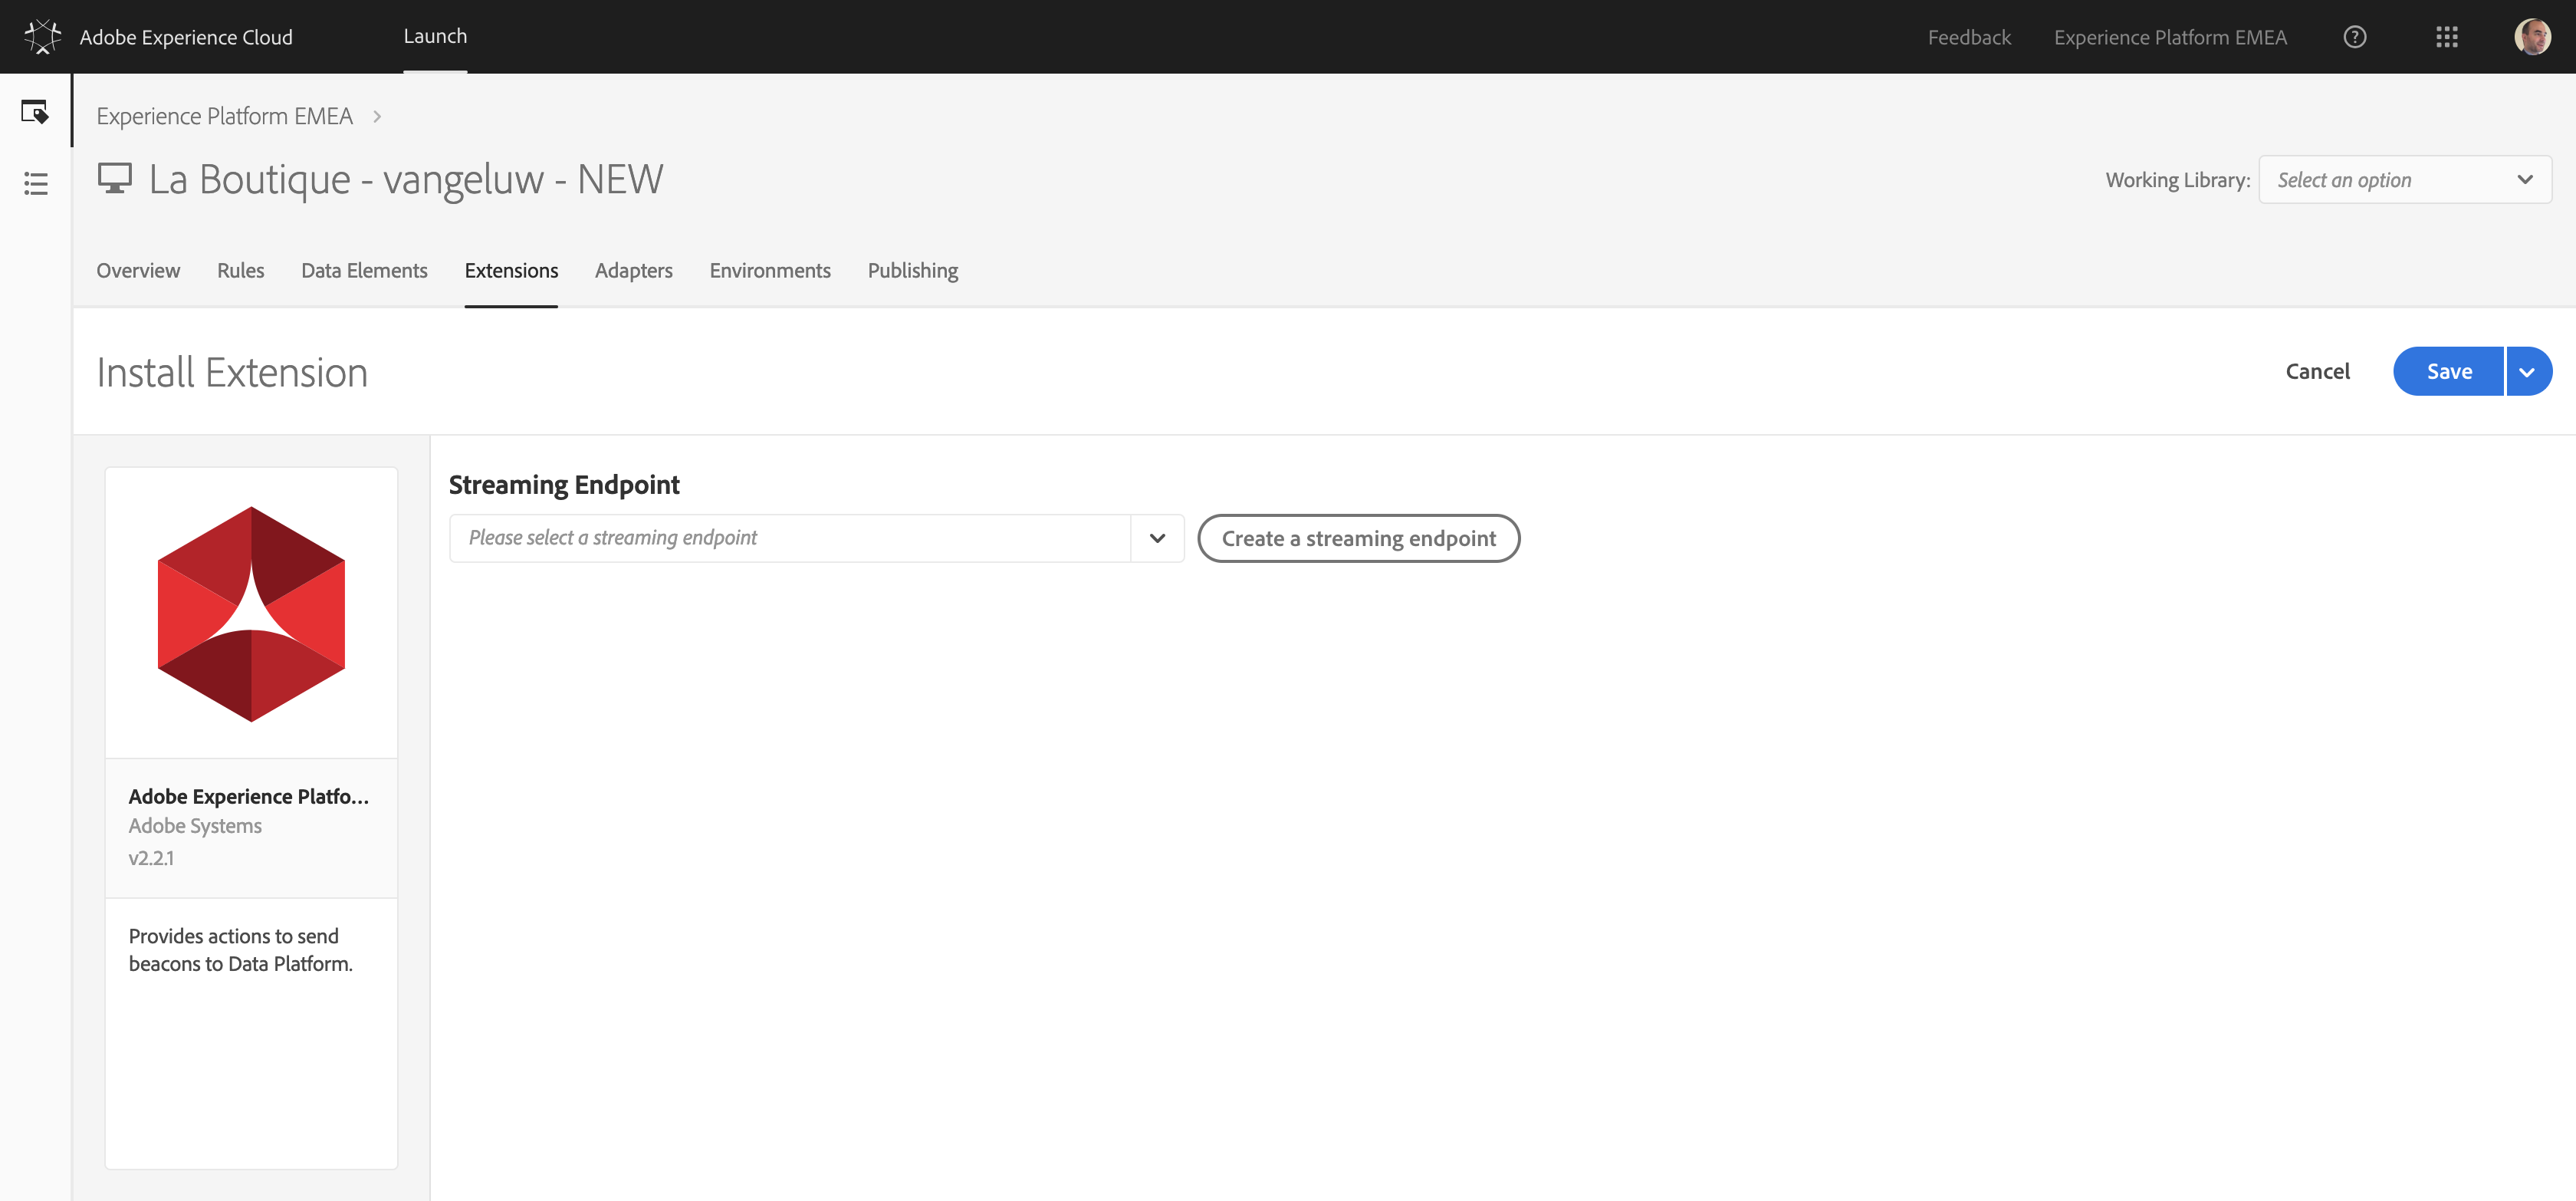 Adobe Experience Cloud
Launch
Feedback
Experience Platform EMEA
Experience Platform EMEA
La Boutique - vangeluw - NEW
Working Library:
Select an option
Overview
Rules
Data Elements
Extensions
Adapters
Environments
Publishing
Install Extension
Cancel
Save
Streaming Endpoint
Please select a streaming endpoint
Create a streaming endpoint
Adobe Experience Platfo...
Adobe Systems
v2.2.1
Provides actions to send
beacons to Data Platform.